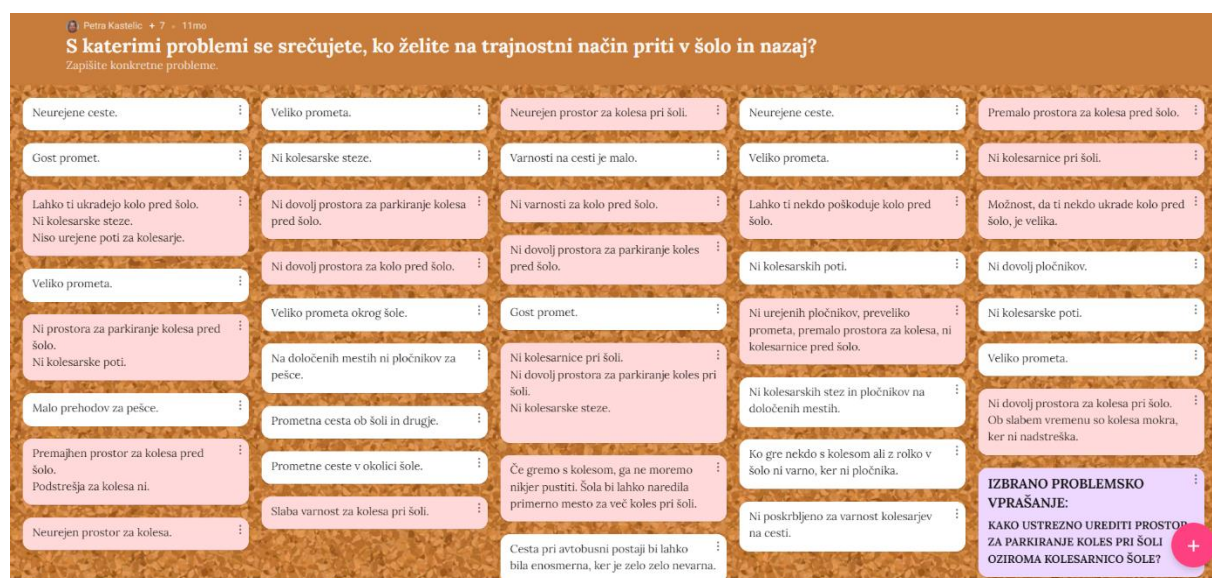 Petra Kastelic + 7 • 11mo
S katerimi problemi se srečujete, ko želite na trajnostni način priti v šolo in nazaj?
Zapišite konkretne probleme.
Neurejene ceste.
Gost promet.
Lahko ti ukradejo kolo pred šolo.
Ni kolesarske steze.
Niso urejene poti za kolesarje.
Veliko prometa.
Ni prostora za parkiranje kolesa pred
šolo.
Ni kolesarske poti.
Malo prehodov za pešce.
Premajhen prostor za kolesa pred
šolo.
Podstrešja za kolesa ni.
Neurejen prostor za kolesa.
Veliko prometa.
Ni kolesarske steze.
Ni dovolj prostora za parkiranje kolesa
pred šolo.
Ni dovolj prostora za kolo pred šolo.
Veliko prometa okrog šole.
Na določenih mestih ni pločnikov za
pešce.
Prometna cesta ob šoli in drugje.
Prometne ceste v okolici šole.
Slaba varnost za kolesa pri šoli.
Neurejen prostor za kolesa pri šoli.
Varnosti na cesti je malo.
Ni varnosti za kolo pred šolo.
Ni dovolj prostora za parkiranje koles
pred šolo.
Gost promet.
Ni kolesarnice pri šoli.
Ni dovolj prostora za parkiranje koles pri
šoli.
Ni kolesarske steze.
Če gremo s kolesom, ga ne moremo
nikjer pustiti. Šola bi lahko naredila
primerno mesto za več koles pri šoli.
Cesta pri avtobusni postaji bi lahko
bila enosmerna, ker je zelo zelo nevarna.
Neurejene ceste.
Veliko prometa.
Lahko ti nekdo poškoduje kolo pred
šolo.
Ni kolesarskih poti.
Ni urejenih pločnikov, preveliko
prometa, premalo prostora za kolesa, ni
kolesarnice pred šolo.
Ni kolesarskih stez in pločnikov na
določenih mestih.
Ko gre nekdo s kolesom ali z rolko v
šolo ni varno, ker ni pločnika.
Ni poskrbljeno za varnost kolesarjev
na cesti.
Premalo prostora za kolesa pred šolo.
Ni kolesarnice pri šoli.
Možnost, da ti nekdo ukrade kolo pred
šolo, je velika.
Ni dovolj pločnikov.
Ni kolesarske poti.
Veliko prometa.
Ni dovolj prostora za kolesa pri šolo.
Ob slabem vremenu so kolesa mokra,
ker ni nadstreška.
IZBRANO PROBLEMSKO
VPRAŠANJE:
KAKO USTREZNO UREDITI PROSTOR
ZA PARKIRANJE KOLES PRI ŠOLI
OZIROMA KOLESARNICO ŠOLE?